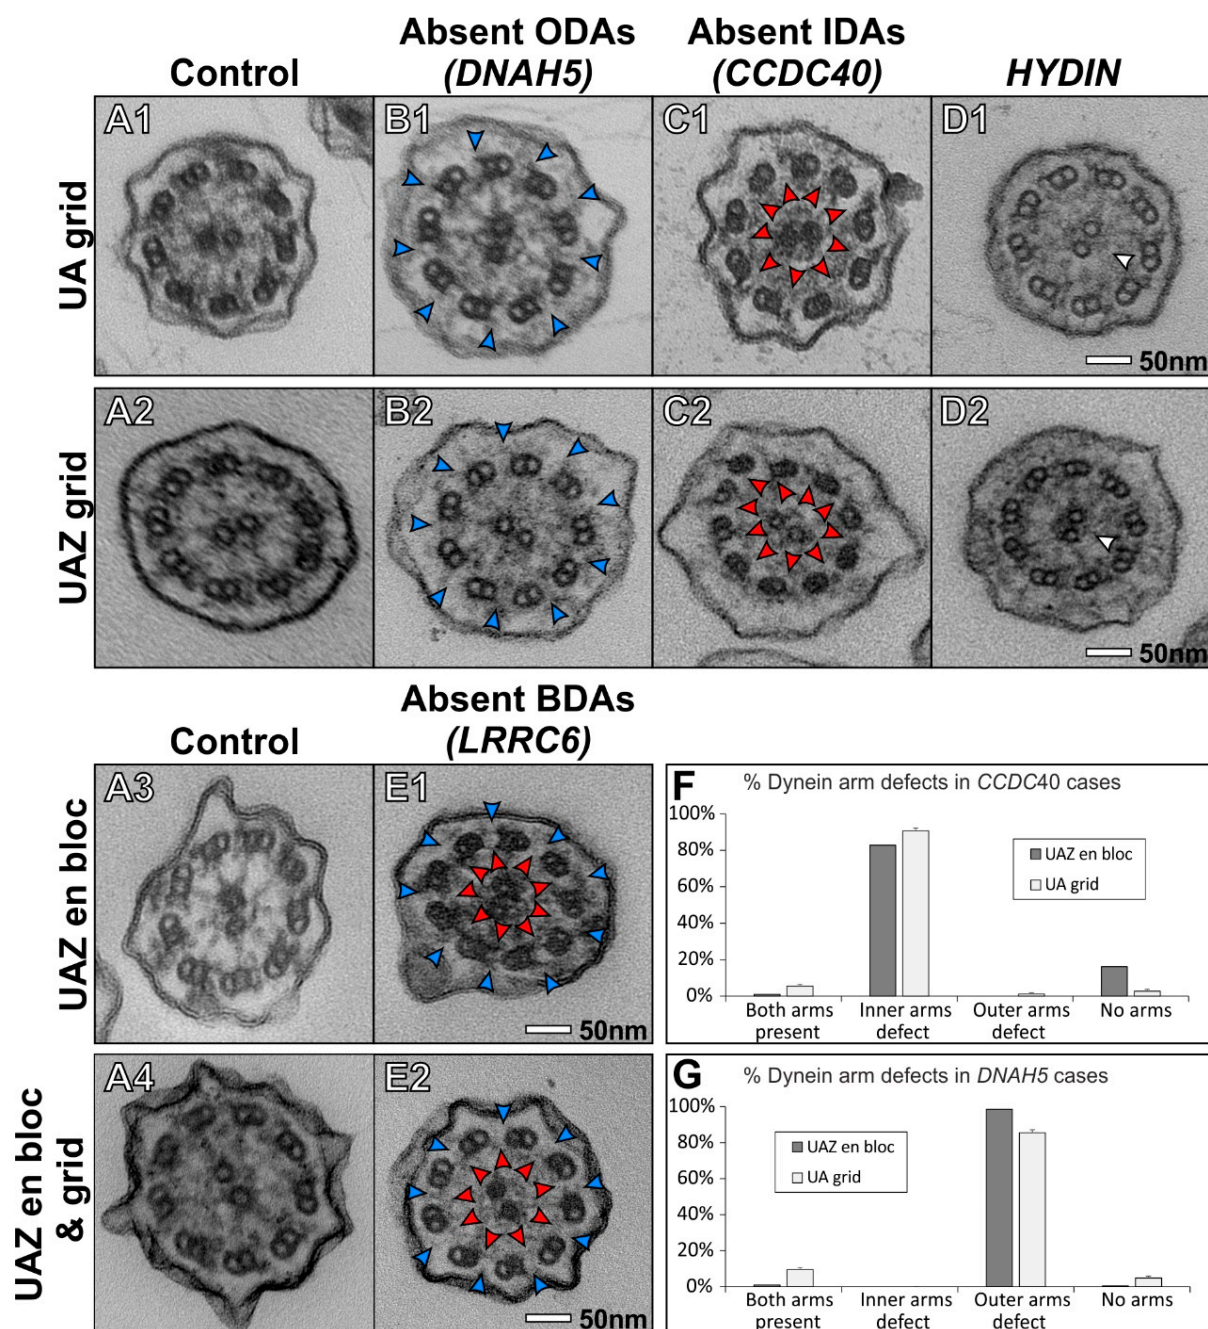 Control
Absent ODAs
(DNAH5)
Absent IDAs
(CCDC40)
HYDIN
UA grid
A1
B1
C1
D1
50nm
UAZ grid
A2
B2
C2
D2
50nm
Control
Absent BDAs
(LRRC6)
UAZ en bloc
A3
E1
50nm
F
% Dynein arm defects in CCDC40 cases
100%
80%
60%
40%
20%
0%
UAZ en bloc
UA grid
Both arms
present
Inner arms
defect
Outer arms
defect
No arms
UAZ en bloc
& grid
A4
E2
50nm
G
% Dynein arm defects in DNAH5 cases
100%
80%
60%
40%
20%
0%
UAZ en bloc
UA grid
Both arms
present
Inner arms
defect
Outer arms
defect
No arms